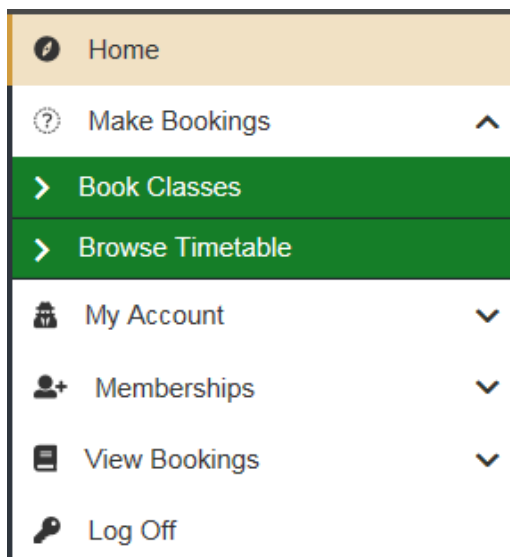 Home
Make Bookings
Book Classes
Browse Timetable
My Account
Memberships
View Bookings
Log Off